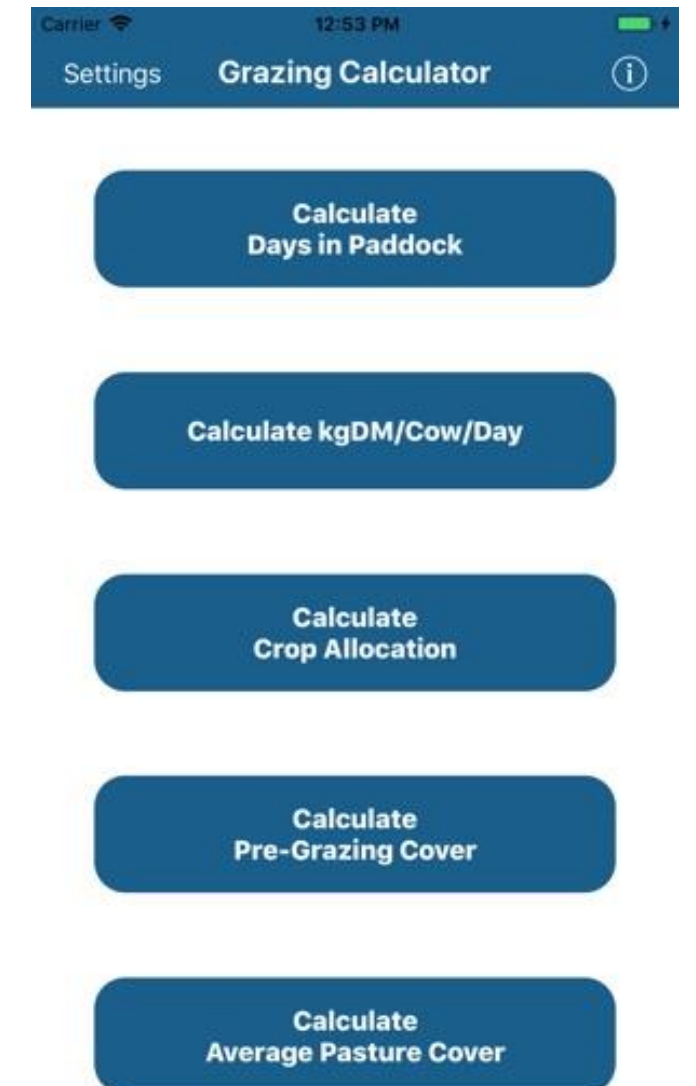 Carrier 12:53 PM
Settings Grazing Calculator
Calculate
Days in Paddock
Calculate kgDM/Cow/Day
Calculate
Crop Allocation
Calculate
Pre-Grazing Cover
Calculate
Average Pasture Cover